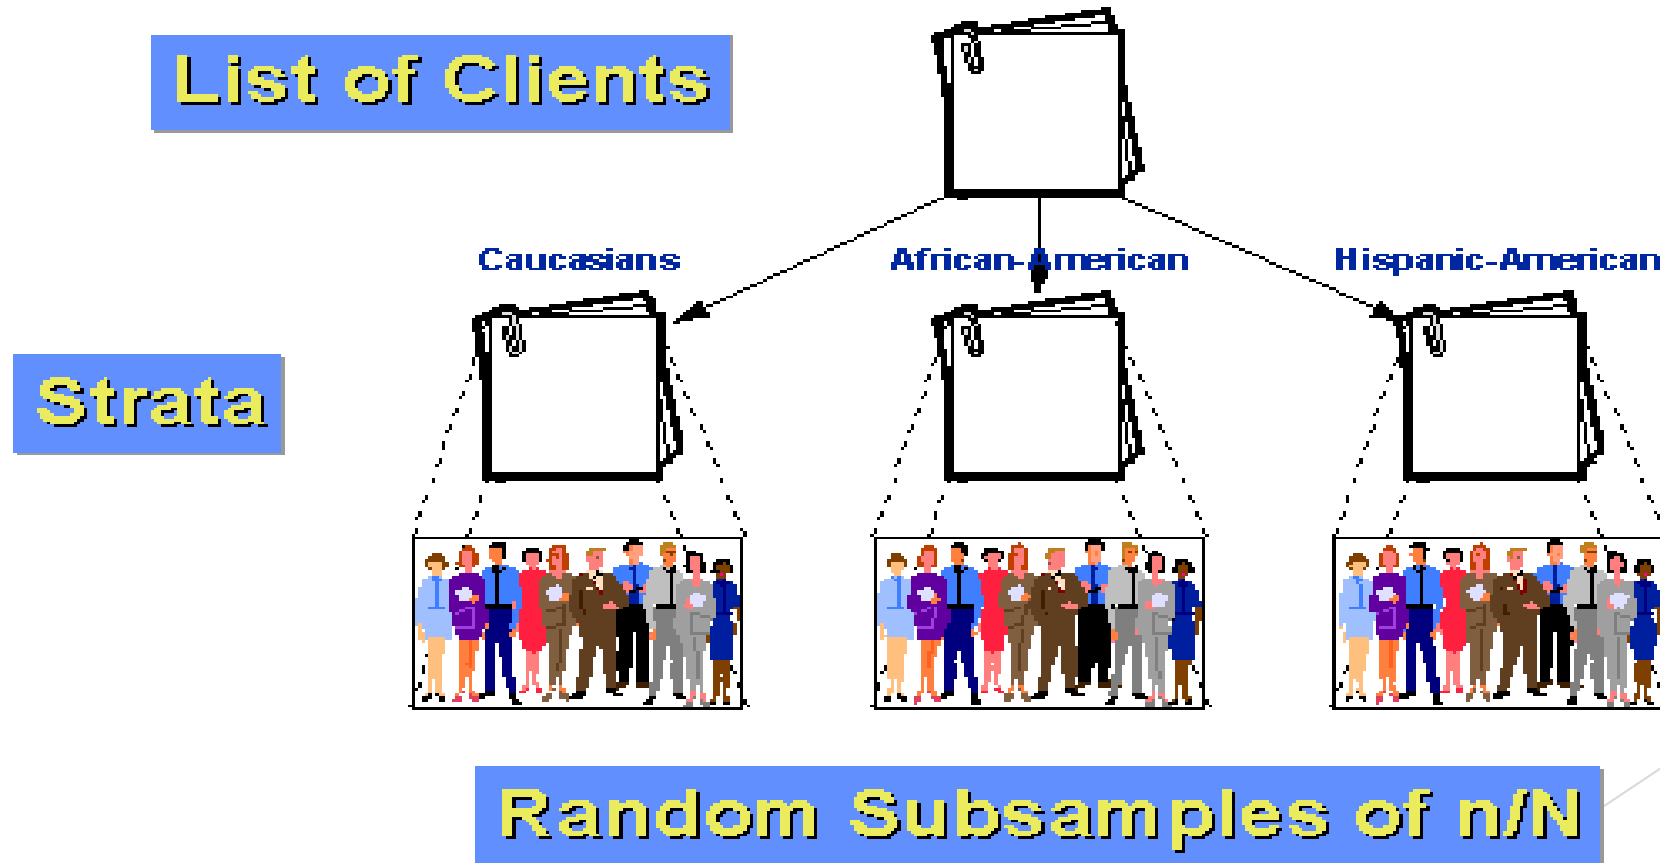 List of Clients
Caucasians
African-American
Hispanic-American
Strata
Random Subsamples of n/N